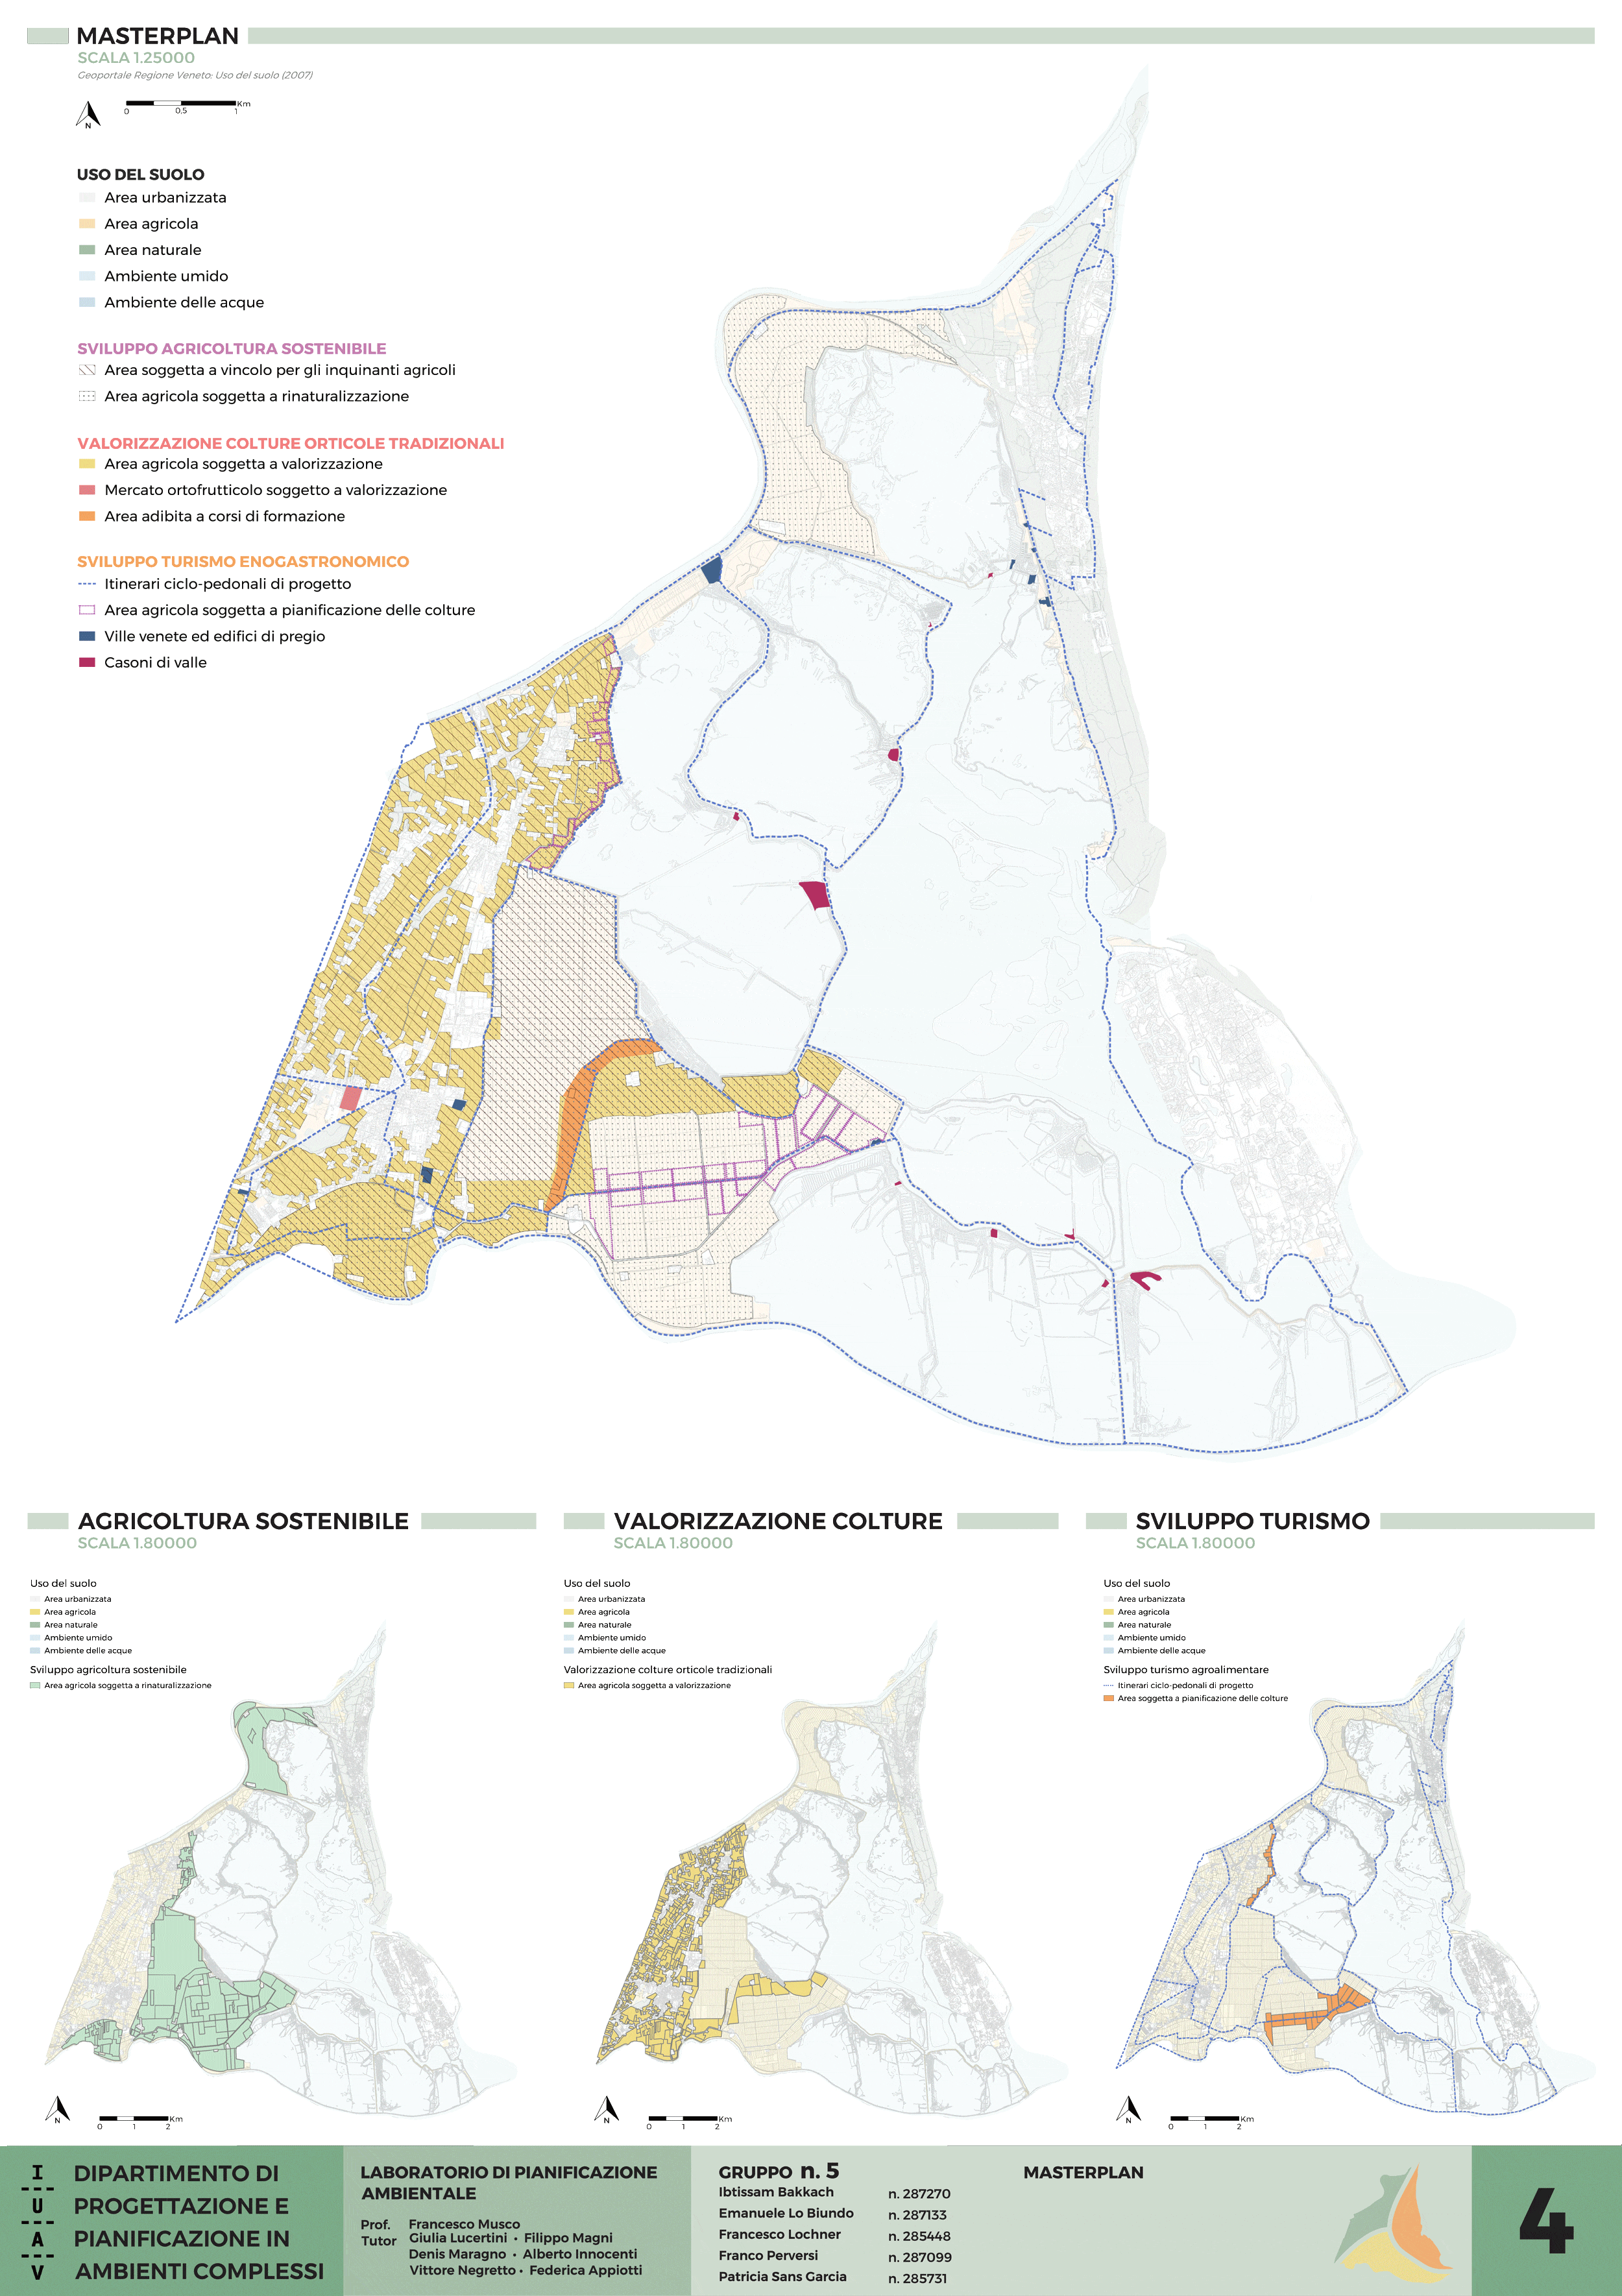 MASTERPLAN
SCALA 1.25000
Geoportale Regione Veneto: Uso del suolo (2007)
N
0 0.5 1 Km
USO DEL SUOLO
Area urbanizzata
Area agricola
Area naturale
Ambiente umido
Ambiente delle acque
SVILUPPO AGRICOLTURA SOSTENIBILE
Area soggetta a vincolo per gli inquinanti agricoli
Area agricola soggetta a rinaturalizzazione
VALORIZZAZIONE COLTURE ORTICOLE TRADIZIONALI
Area agricola soggetta a valorizzazione
Mercato ortofrutticolo soggetto a valorizzazione
Area adibita a corsi di formazione
SVILUPPO TURISMO ENOGASTRONOMICO
Itinerari ciclo-pedonali di progetto
Area agricola soggetta a pianificazione delle colture
Ville venete ed edifici di pregio
Casoni di valle
AGRICOLTURA SOSTENIBILE
SCALA 1.80000
Uso del suolo
Area urbanizzata
Area agricola
Area naturale
Ambiente umido
Ambiente delle acque
Sviluppo agricoltura sostenibile
Area agricola soggetta a rinaturalizzazione
N
0 1 2 Km
VALORIZZAZIONE COLTURE
SCALA 1.80000
Uso del suolo
Area urbanizzata
Area agricola
Area naturale
Ambiente umido
Ambiente delle acque
Valorizzazione colture orticole tradizionali
Area agricola soggetta a valorizzazione
N
0 1 2 Km
SVILUPPO TURISMO
SCALA 1.80000
Uso del suolo
Area urbanizzata
Area agricola
Area naturale
Ambiente umido
Ambiente delle acque
Sviluppo turismo agroalimentare
Itinerari ciclo-pedonali di progetto
Area soggetta a pianificazione delle colture
N
0 1 2 Km
I
U
A
V
DIPARTIMENTO DI
PROGETTAZIONE E
PIANIFICAZIONE IN
AMBIENTI COMPLESSI
LABORATORIO DI PIANIFICAZIONE
AMBIENTALE
Prof. Francesco Musco
Tutor Giulia Lucertini • Filippo Magni
Denis Maragno • Alberto Innocenti
Vittore Negretto • Federica Appiotti
GRUPPO n. 5
Ibtissam Bakkach n. 287270
Emanuele Lo Biundo n. 287133
Francesco Lochner n. 285448
Franco Perversi n. 287099
Patricia Sans Garcia n. 285731
MASTERPLAN
4